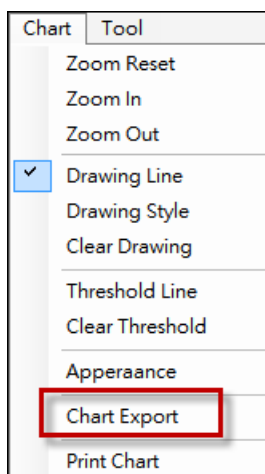 Chart Tool
Zoom Reset
Zoom In
Zoom Out
Drawing Line
Drawing Style
Clear Drawing
Threshold Line
Clear Threshold
Apperaance
Chart Export
Print Chart